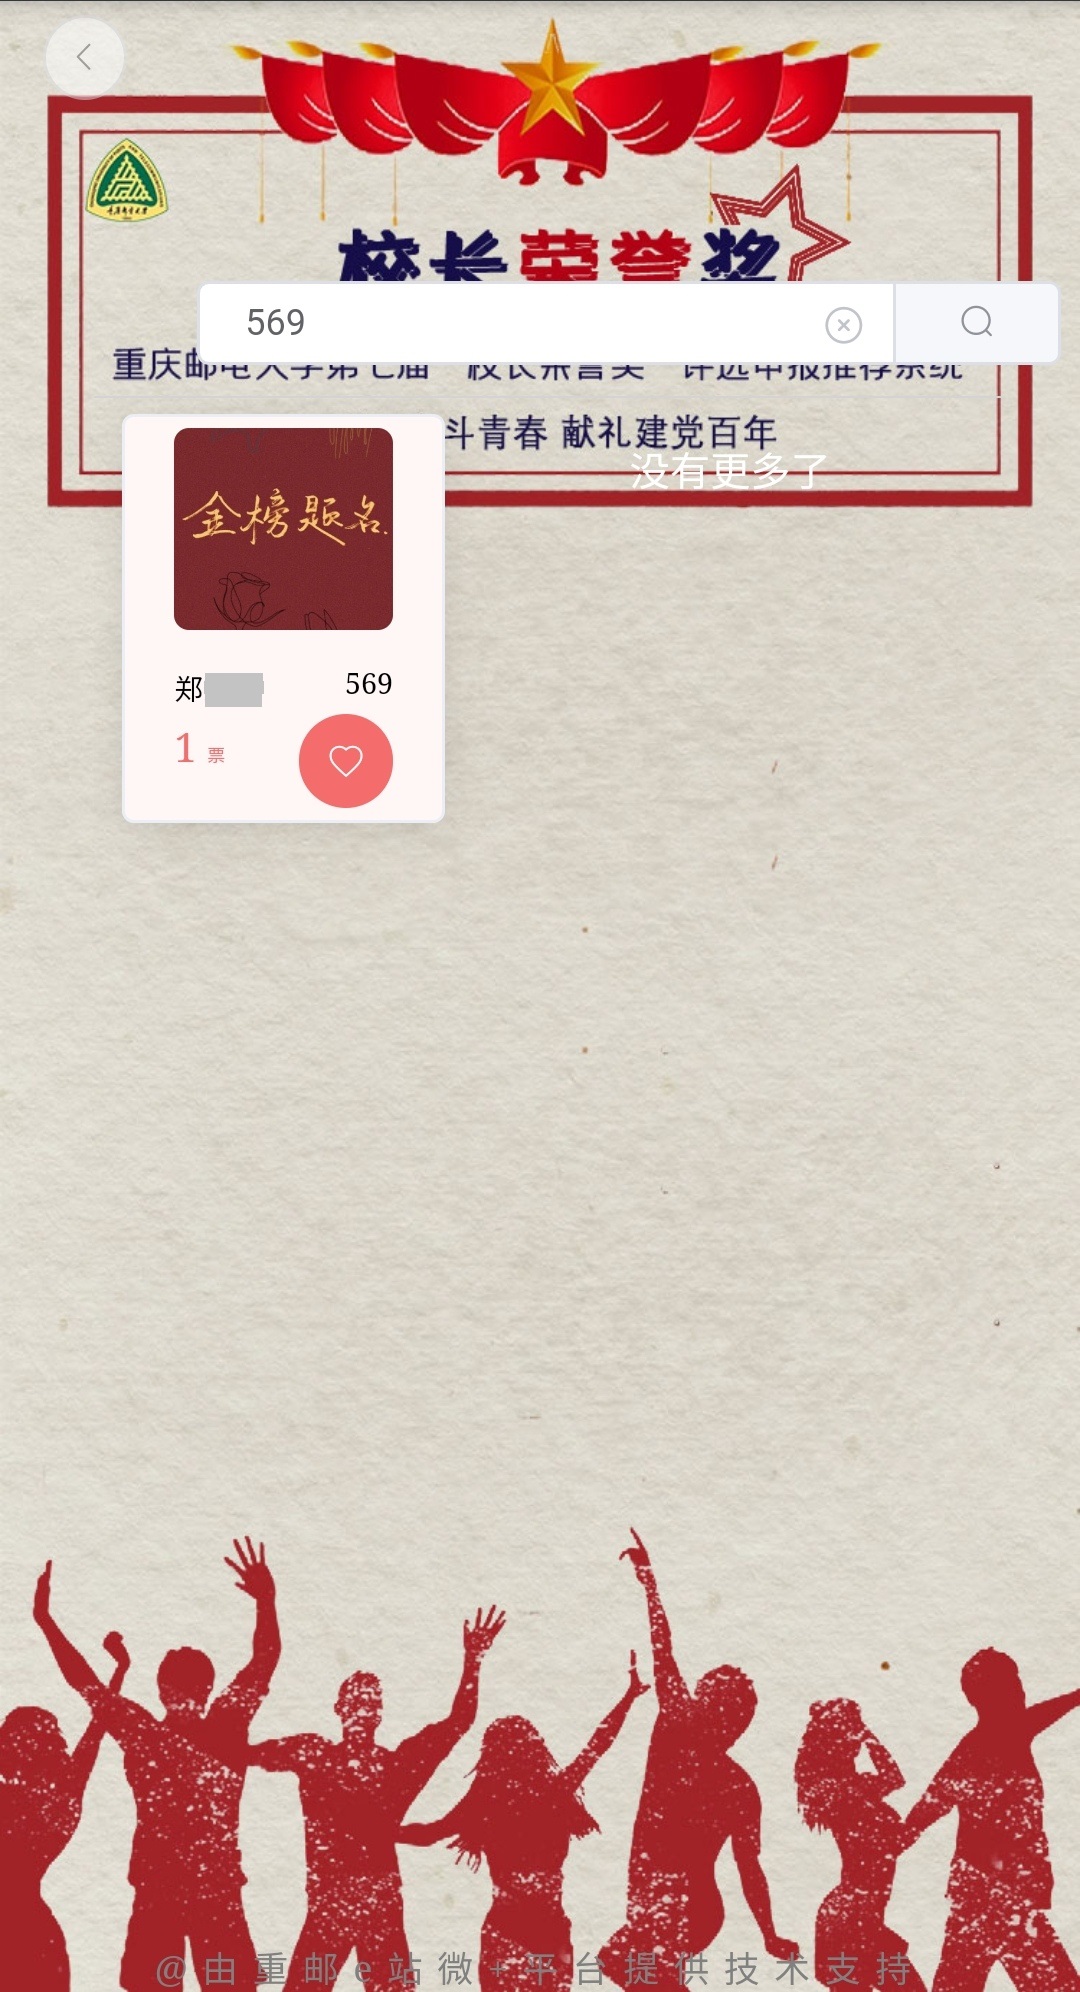 校长荣誉奖
569
重庆邮电大学第七届 校长荣誉奖 评选申报推荐系统
斗青春 献礼建党百年
没有更多了
金榜题名.
郑
569
1 票
@由重邮e站微+平台提供技术支持